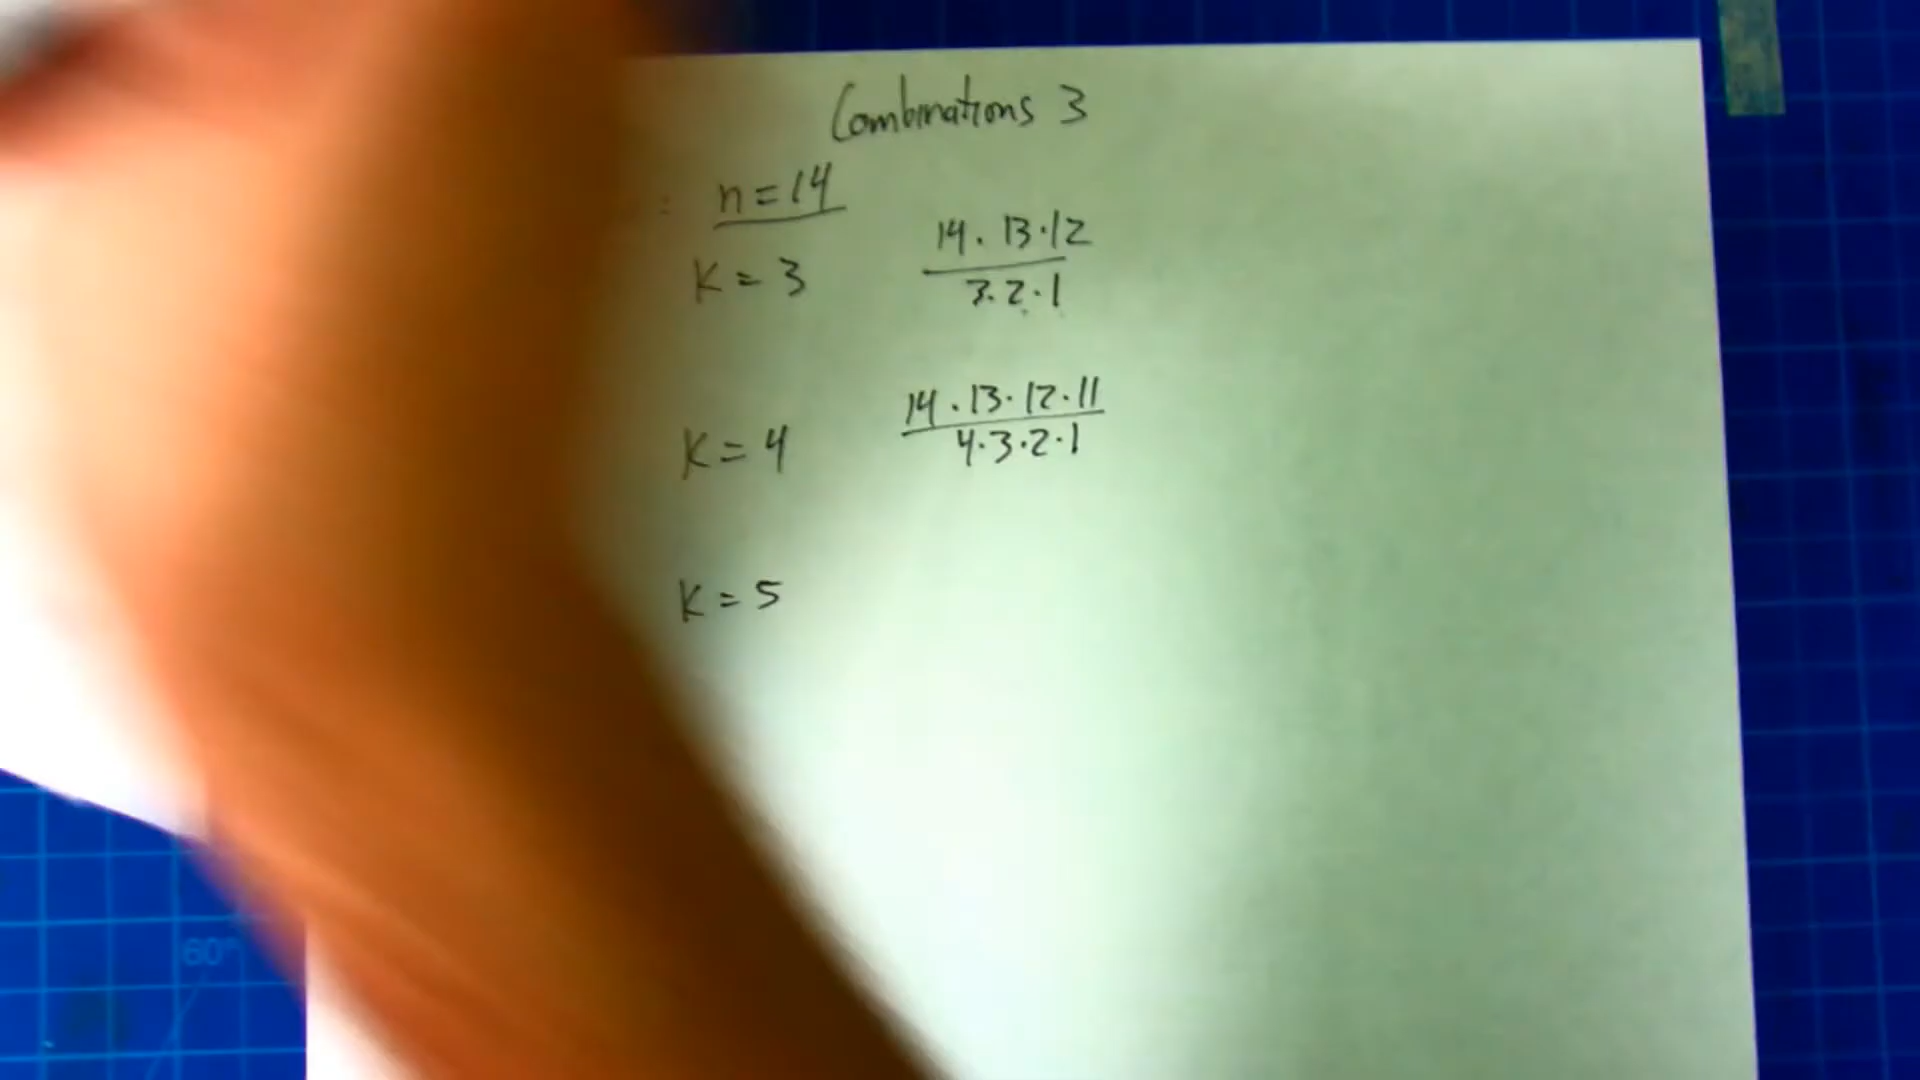 Combinations 3
: n=14
K = 3
14 . 13 · 12
3 . 2 · 1
K = 4
14 · 13 · 12 · 11
4 · 3 · 2 · 1
K = 5
60°